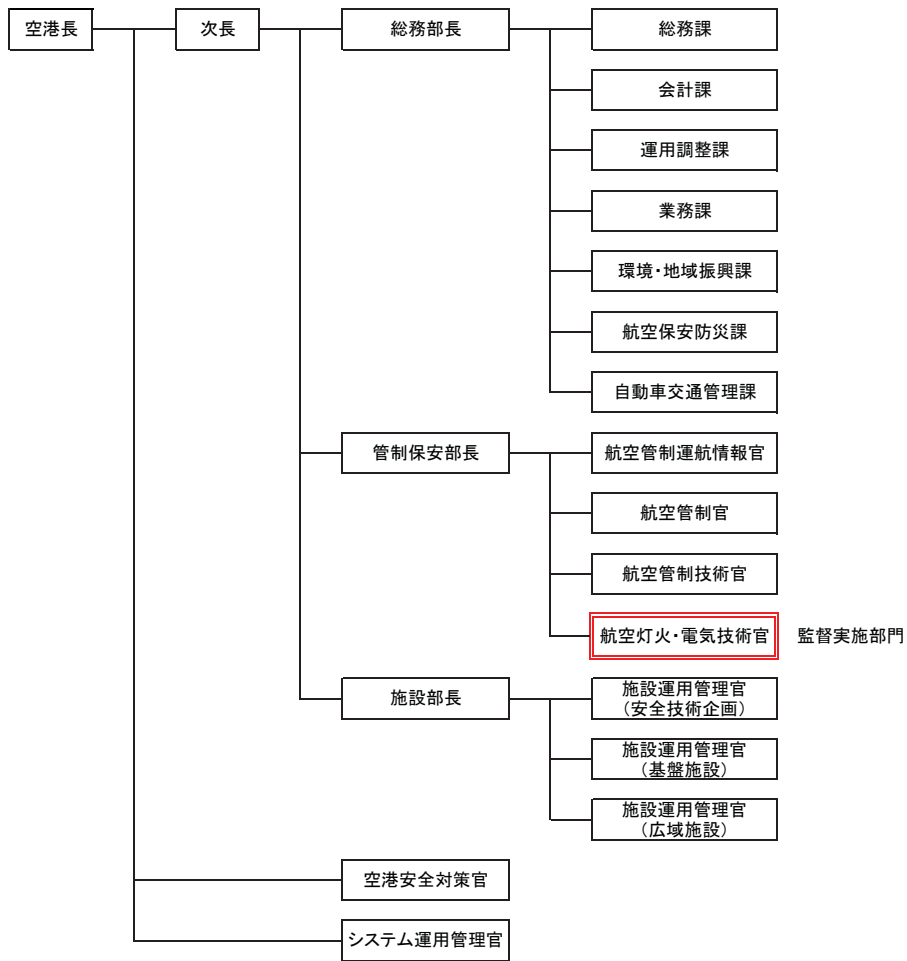 空港長
次長
総務部長
総務課
会計課
運用調整課
業務課
環境・地域振興課
航空保安防災課
自動車交通管理課
管制保安部長
航空管制運航情報官
航空管制官
航空管制技術官
航空灯火・電気技術官
監督実施部門
施設部長
施設運用管理官
(安全技術企画)
施設運用管理官
(基盤施設)
施設運用管理官
(広域施設)
空港安全対策官
システム運用管理官